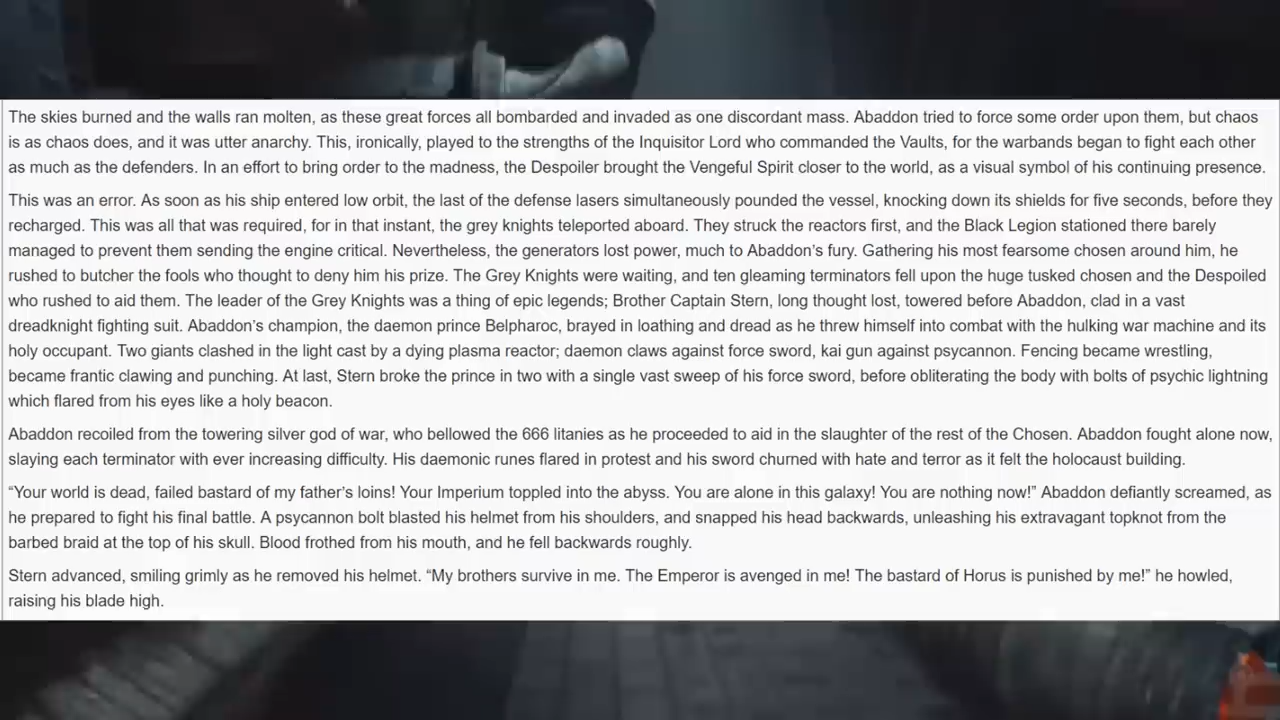 The skies burned and the walls ran molten, as these great forces all bombarded and invaded as one discordant mass. Abaddon tried to force some order upon them, but chaos
is as chaos does, and it was utter anarchy. This, ironically, played to the strengths of the Inquisitor Lord who commanded the Vaults, for the warbands began to fight each other
as much as the defenders. In an effort to bring order to the madness, the Despoiler brought the Vengeful Spirit closer to the world, as a visual symbol of his continuing presence.
This was an error. As soon as his ship entered low orbit, the last of the defense lasers simultaneously pounded the vessel, knocking down its shields for five seconds, before they
recharged. This was all that was required, for in that instant, the grey knights teleported aboard. They struck the reactors first, and the Black Legion stationed there barely
managed to prevent them sending the engine critical. Nevertheless, the generators lost power, much to Abaddon's fury. Gathering his most fearsome chosen around him, he
rushed to butcher the fools who thought to deny him his prize. The Grey Knights were waiting, and ten gleaming terminators fell upon the huge tusked chosen and the Despoiled
who rushed to aid them. The leader of the Grey Knights was a thing of epic legends; Brother Captain Stern, long thought lost, towered before Abaddon, clad in a vast
dreadknight fighting suit. Abaddon's champion, the daemon prince Belpharoc, brayed in loathing and dread as he threw himself into combat with the hulking war machine and its
holy occupant. Two giants clashed in the light cast by a dying plasma reactor; daemon claws against force sword, kai gun against psycannon. Fencing became wrestling,
became frantic clawing and punching. At last, Stern broke the prince in two with a single vast sweep of his force sword, before obliterating the body with bolts of psychic lightning
which flared from his eyes like a holy beacon.
Abaddon recoiled from the towering silver god of war, who bellowed the 666 litanies as he proceeded to aid in the slaughter of the rest of the Chosen. Abaddon fought alone now,
slaying each terminator with ever increasing difficulty. His daemonic runes flared in protest and his sword churned with hate and terror as it felt the holocaust building.
“Your world is dead, failed bastard of my father's loins! Your Imperium toppled into the abyss. You are alone in this galaxy! You are nothing now!” Abaddon defiantly screamed, as
he prepared to fight his final battle. A psycannon bolt blasted his helmet from his shoulders, and snapped his head backwards, unleashing his extravagant topknot from the
barbed braid at the top of his skull. Blood frothed from his mouth, and he fell backwards roughly.
Stern advanced, smiling grimly as he removed his helmet. “My brothers survive in me. The Emperor is avenged in me! The bastard of Horus is punished by me!” he howled,
raising his blade high.